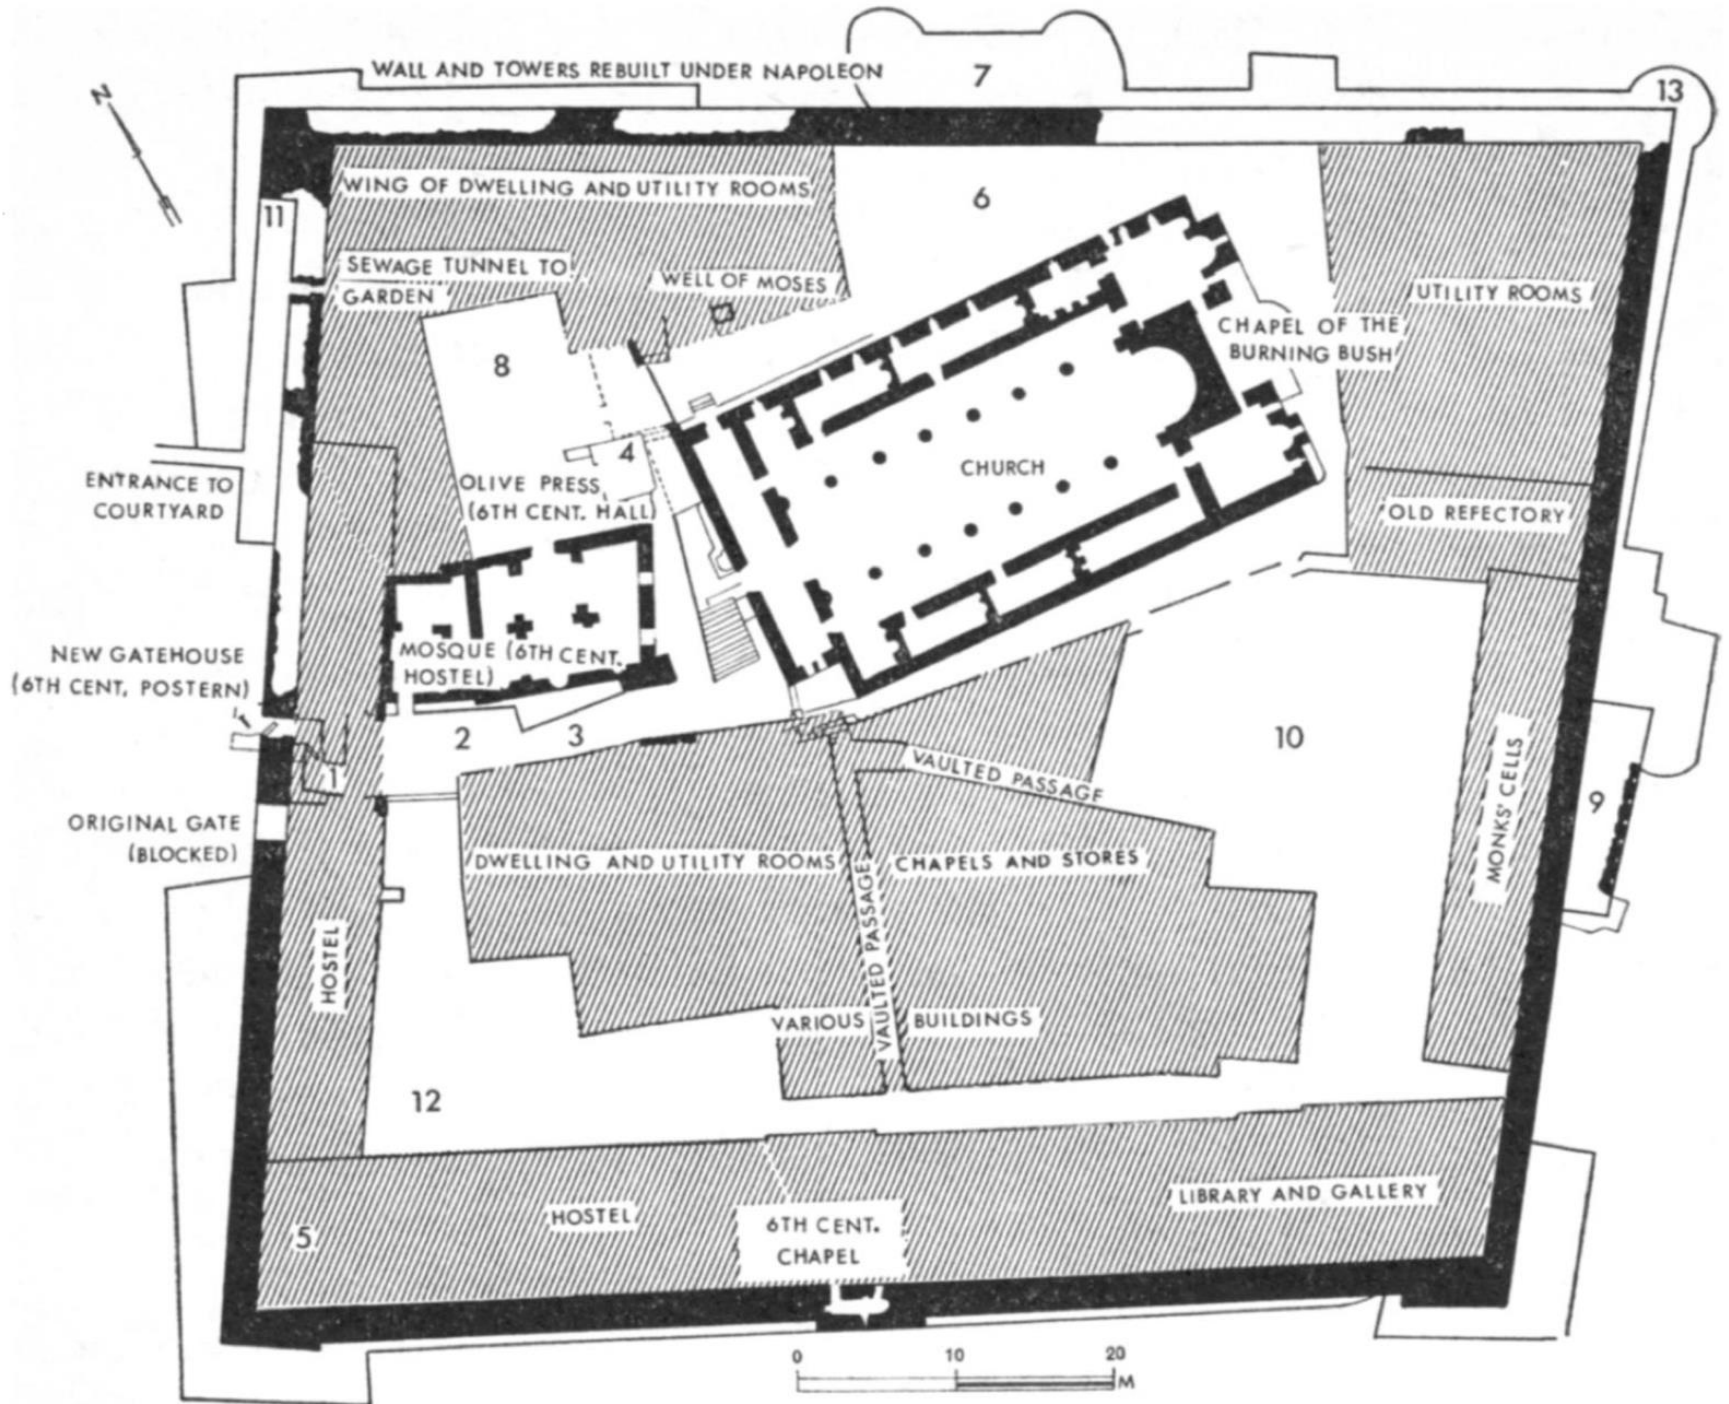 WALL AND TOWERS REBUILT UNDER NAPOLEON
7
13
N
WING OF DWELLING AND UTILITY ROOMS
6
11
SEWAGE TUNNEL TO
GARDEN
WELL OF MOSES
UTILITY ROOMS
CHAPEL OF THE
BURNING BUSH
8
4
CHURCH
ENTRANCE TO
COURTYARD
OLIVE PRESS
(6TH CENT. HALL)
OLD REFECTORY
MOSQUE (6TH CENT.
HOSTEL)
NEW GATEHOUSE
(6TH CENT. POSTERN)
2
3
10
1
VAULTED PASSAGE
MONKS' CELLS
9
ORIGINAL GATE
(BLOCKED)
DWELLING AND UTILITY ROOMS
CHAPELS AND STORES
VAULTED PASSAGE
HOSTEL
VARIOUS
BUILDINGS
12
LIBRARY AND GALLERY
HOSTEL
6TH CENT.
CHAPEL
5
0
10
20
M